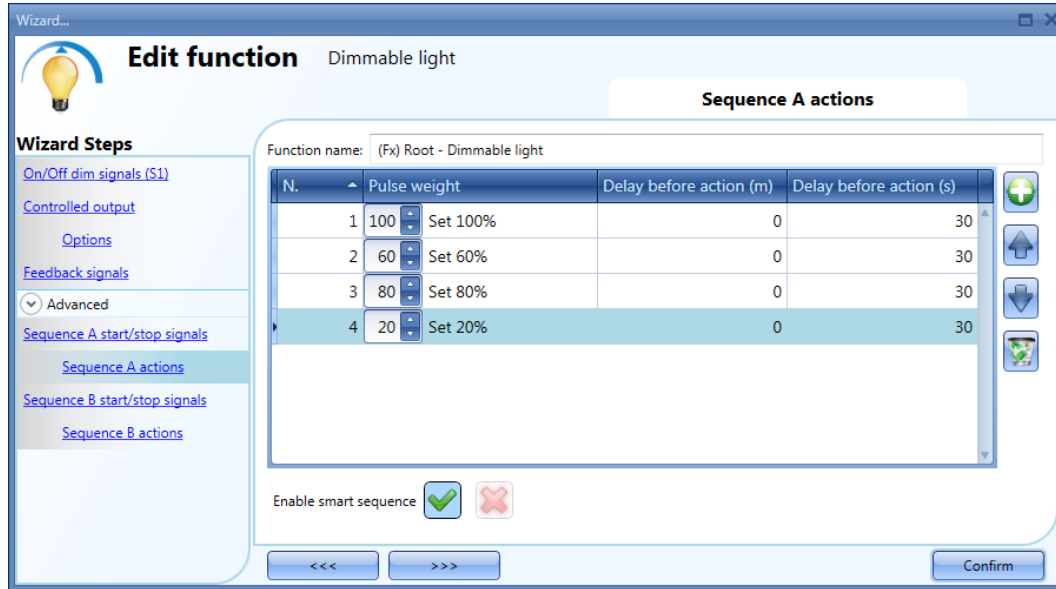 Wizard...
Edit function Dimmable light
Sequence A actions
Wizard Steps
On/Off dim signals (S1)
Controlled output
Options
Feedback signals
Advanced
Sequence A start/stop signals
Sequence A actions
Sequence B start/stop signals
Sequence B actions
Function name: (Fx) Root - Dimmable light
N. Pulse weight Delay before action (m) Delay before action (s)
1 100 Set 100% 0 30
2 60 Set 60% 0 30
3 80 Set 80% 0 30
4 20 Set 20% 0 30
Enable smart sequence
<<< >>> Confirm